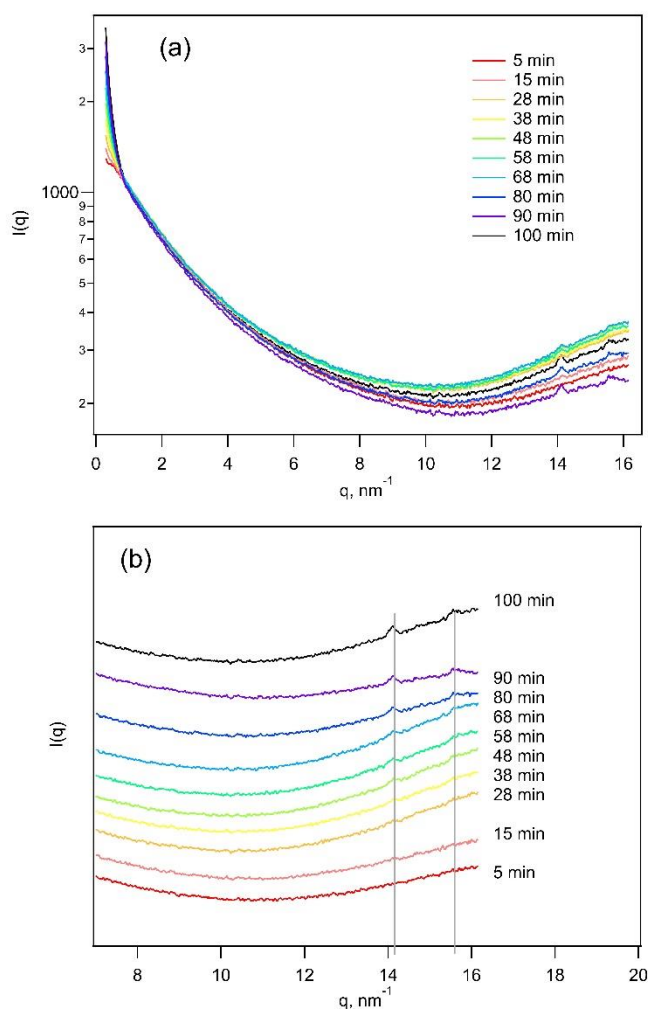 (a)
3
2
1000
9
8
7
6
5
4
3
2
I(q)
5 min
15 min
28 min
38 min
48 min
58 min
68 min
80 min
90 min
100 min
0 2 4 6 8 10 12 14 16
q, nm⁻¹
(b)
I(q)
100 min
90 min
80 min
68 min
58 min
48 min
38 min
28 min
15 min
5 min
8 10 12 14 16 18 20
q, nm⁻¹